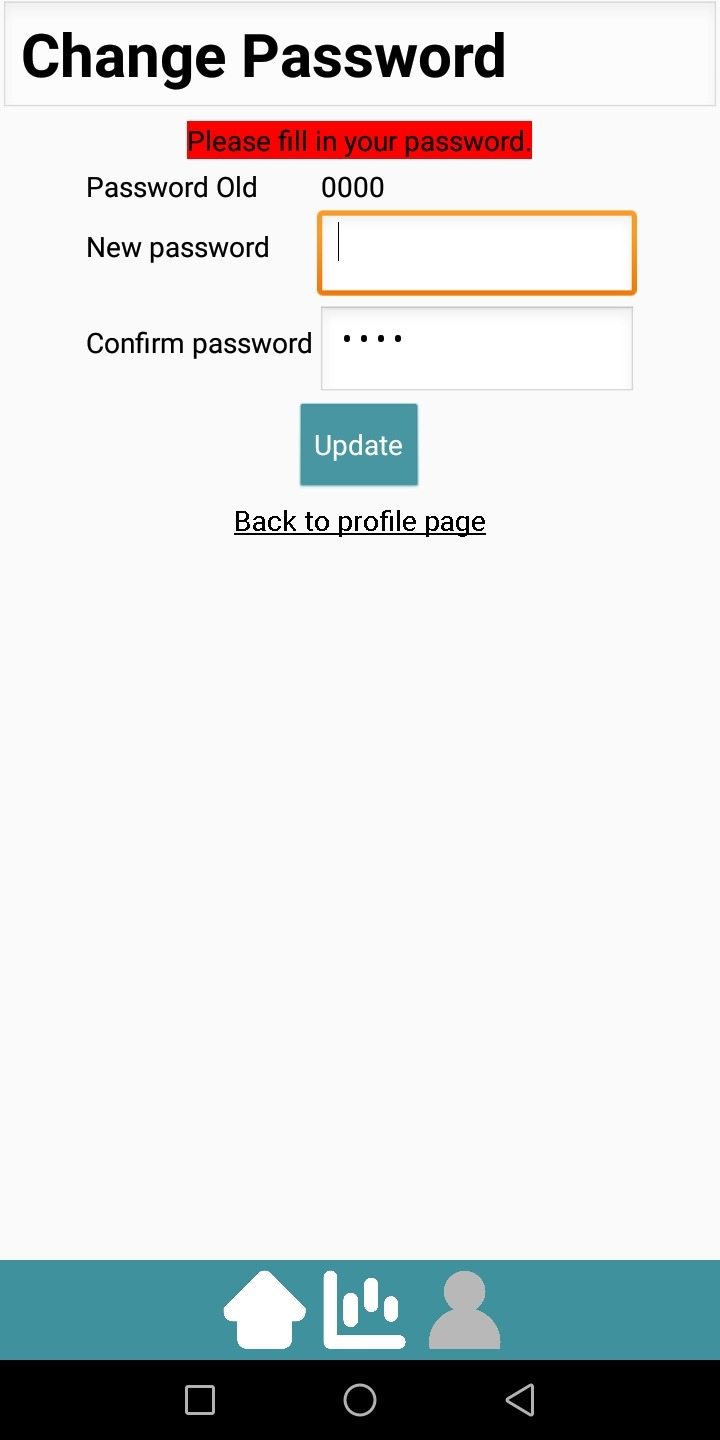 Change Password
Please fill in your password.
Password Old 0000
New password
Confirm password ••••
Update
Back to profile page